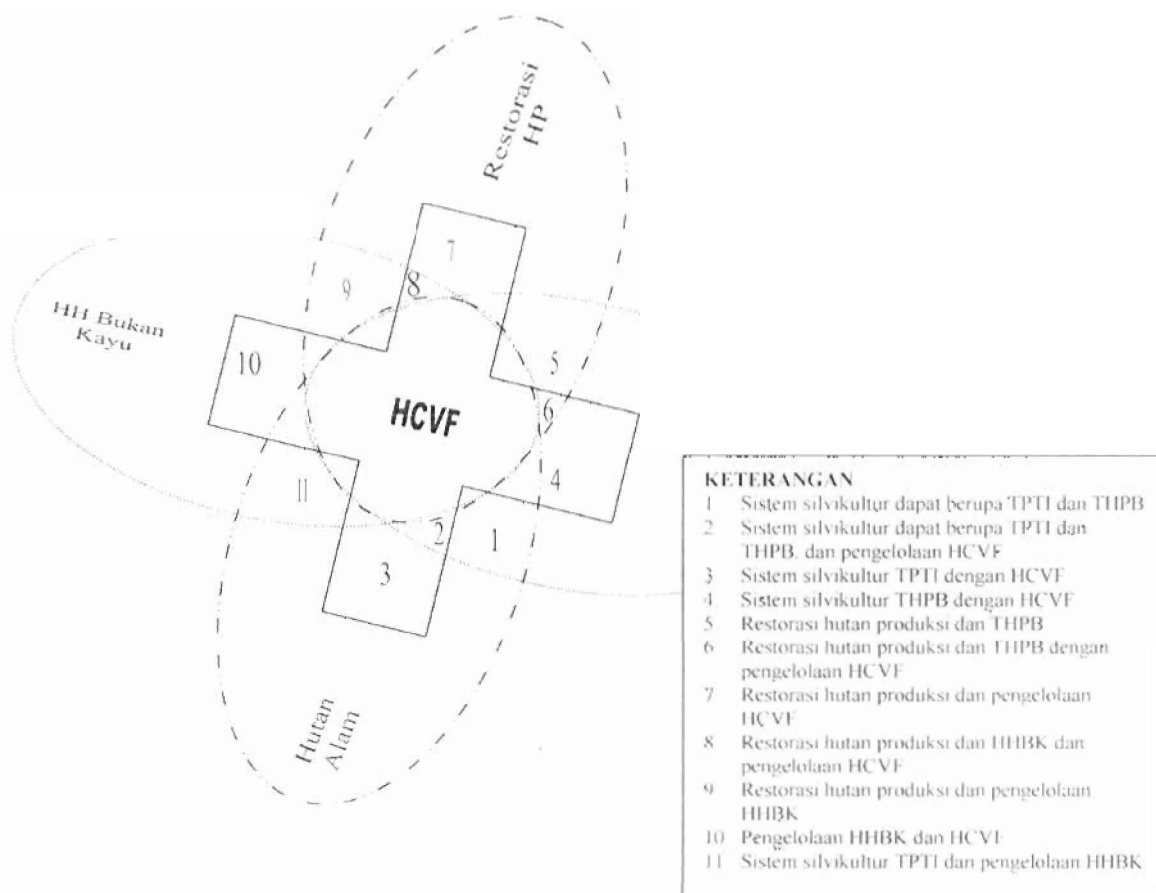 Restorasi
HP
7
8
9
HH Bukan
Kayu
10
5
6
HCVF
4
11
2
1
3
Hutan
Alam
KETERANGAN
1 Sistem silvikultur dapat berupa TPTI dan THPB
2 Sistem silvikultur dapat berupa TPTI dan
THPB. dan pengelolaan HCVF
3 Sistem silvikultur TPTI dengan HCVF
4 Sistem silvikultur THPB dengan HCVF
5 Restorasi hutan produksi dan THPB
6 Restorasi hutan produksi dan THPB dengan
pengelolaan HCVF
7 Restorasi hutan produksi dan pengelolaan
HCVF
8 Restorasi hutan produksi dan HHBK dan
pengelolaan HCVF
9 Restorasi hutan produksi dan pengelolaan
HHBK
10 Pengelolaan HHBK dan HCVF
11 Sistem silvikultur TPTI dan pengelolaan HHBK